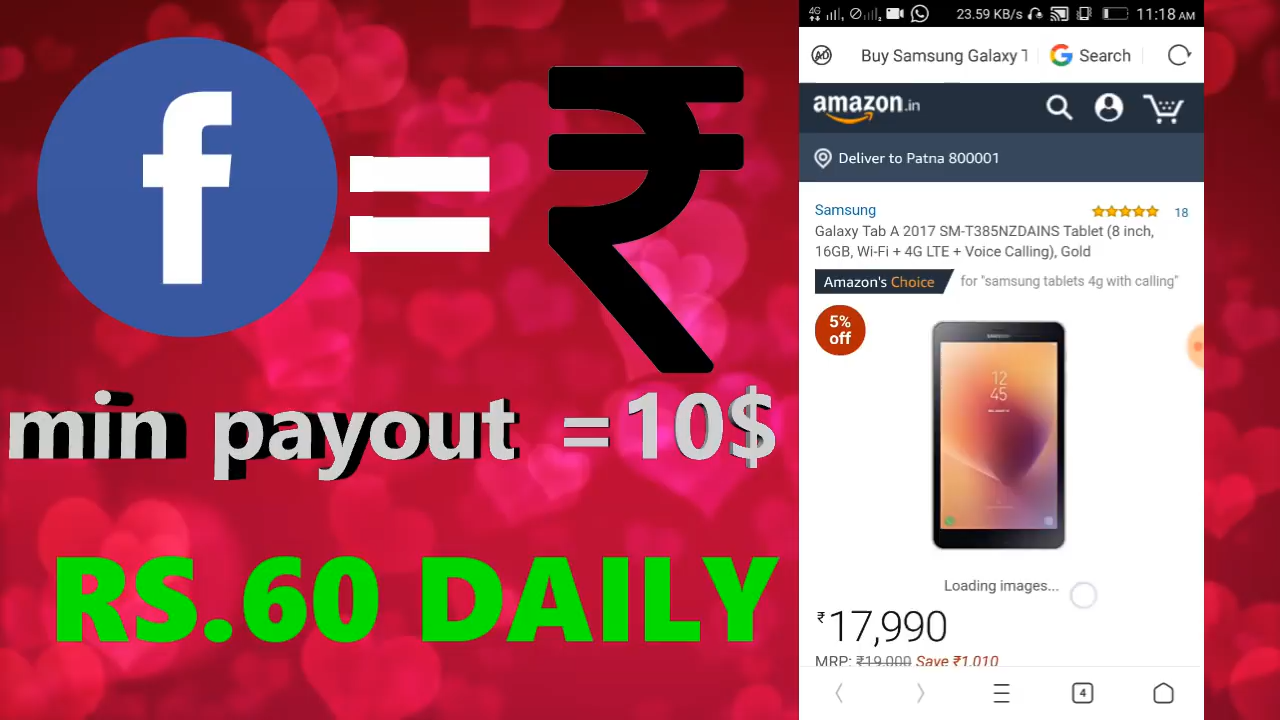 f
=
₹
min payout =10$
RS.60 DAILY
4G
23.59 KB/s
11:18 AM
AD
Buy Samsung Galaxy T
G Search
amazon.in
Deliver to Patna 800001
Samsung
18
Galaxy Tab A 2017 SM-T385NZDAINS Tablet (8 inch,
16GB, Wi-Fi + 4G LTE + Voice Calling), Gold
Amazon's Choice
for "samsung tablets 4g with calling"
5%
off
SAMSUNG
12
45
Loading images...
₹17,990
MRP: ₹19,000 Save ₹1,010
4